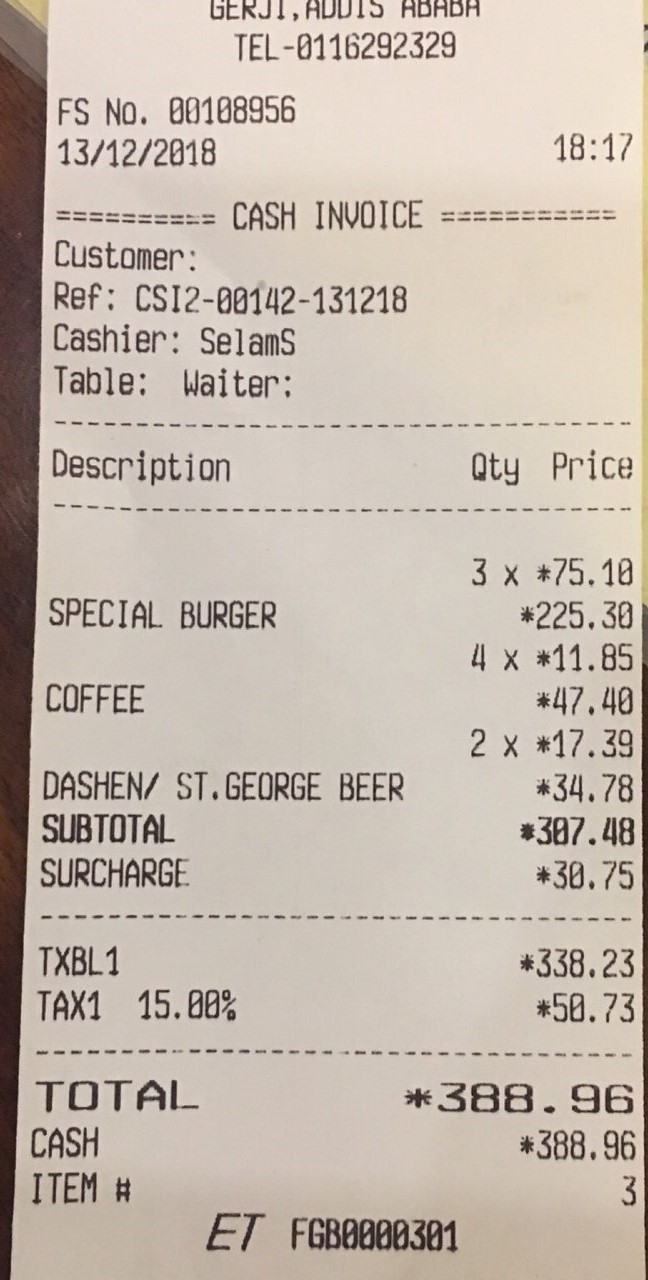 GERJI,ADDIS ABABA
TEL-0116292329
FS No. 00108956
13/12/2018 18:17
========== CASH INVOICE ===========
Customer:
Ref: CSI2-00142-131218
Cashier: SelamS
Table: Waiter:
Description Qty Price
3 x *75.10
SPECIAL BURGER *225.30
4 x *11.85
COFFEE *47.40
2 x *17.39
DASHEN/ ST.GEORGE BEER *34.78
SUBTOTAL *307.48
SURCHARGE *30.75
TXBL1 *338.23
TAX1 15.00% *50.73
TOTAL *388.96
CASH *388.96
ITEM # 3
ET FGB0000301